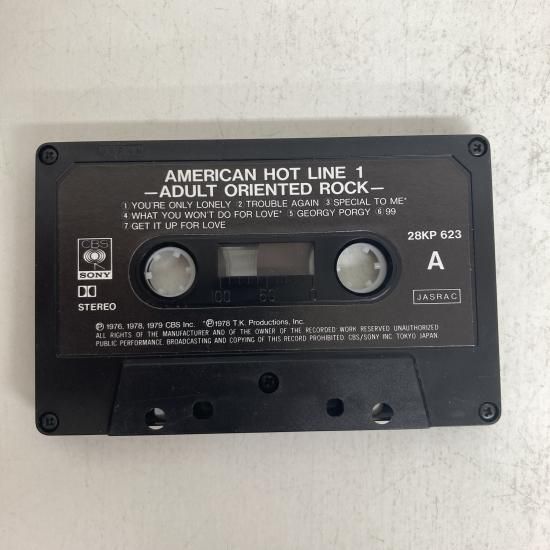 AMERICAN HOT LINE 1
—ADULT ORIENTED ROCK—
① YOU'RE ONLY LONELY ② TROUBLE AGAIN ③ SPECIAL TO ME*
④ WHAT YOU WON'T DO FOR LOVE* ⑤ GEORGY PORGY ⑥ 99
⑦ GET IT UP FOR LOVE
28KP 623
CBS
SONY
A
STEREO
100 50 0
JASRAC
Ⓟ 1976, 1978, 1979 CBS Inc. *Ⓟ1978 T.K. Productions, Inc.
ALL RIGHTS OF THE MANUFACTURER AND OF THE OWNER OF THE RECORDED WORK RESERVED UNAUTHORIZED
PUBLIC PERFORMANCE. BROADCASTING AND COPYING OF THIS RECORD PROHIBITED. CBS/SONY INC. TOKYO JAPAN